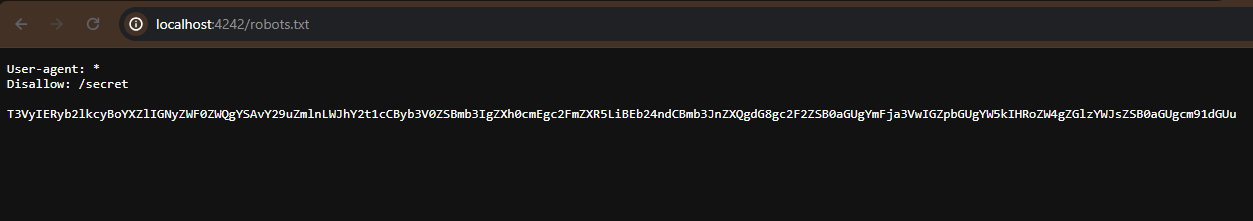 localhost:4242/robots.txt
User-agent: *
Disallow: /secret
T3VyIERyb2lkcyBoYXZlIGNyZWF0ZWQgYSAvY29uZmlnLWJhY2t1cCByb3V0ZSBmb3IgZXh0cmEgc2FmZXR5LiBEb24ndCBmb3JnZXQgdG8gc2F2ZSB0aGUgYmFja3VwIGZpbGUgYW5kIHRoZW4gZGlzYWJsZSB0aGUgcm91dGUu